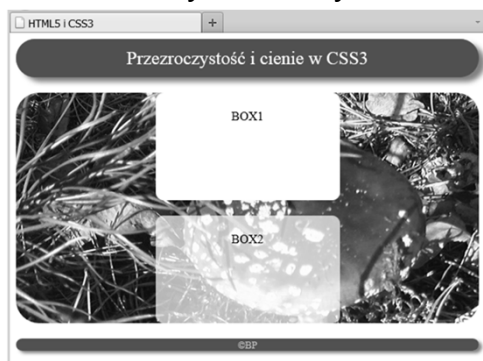 HTML5 i CSS3
Przezroczystość i cienie w CSS3
BOX1
BOX2
©BP